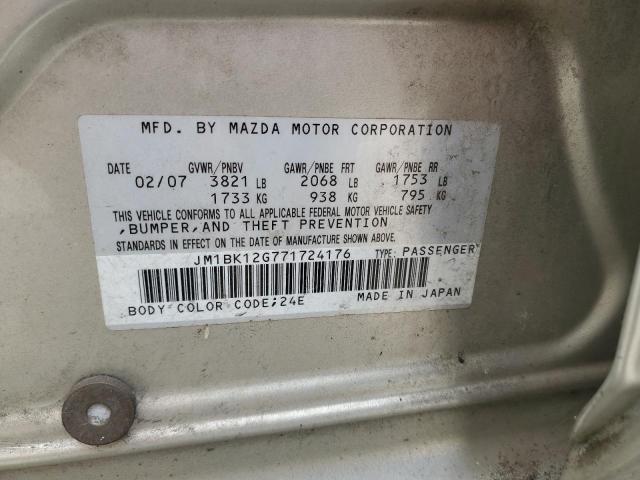 MFD. BY MAZDA MOTOR CORPORATION
DATE GVWR/PNBV GAWR/PNBE FRT GAWR/PNBE RR
02/07 3821 LB 2068 LB 1753 LB
1733 KG 938 KG 795 KG
THIS VEHICLE CONFORMS TO ALL APPLICABLE FEDERAL MOTOR VEHICLE SAFETY
,BUMPER,AND THEFT PREVENTION
STANDARDS IN EFFECT ON THE DATE OF MANUFACTURE SHOWN ABOVE.
JM1BK12G771724176 TYPE: PASSENGER
BODY COLOR CODE;24E MADE IN JAPAN